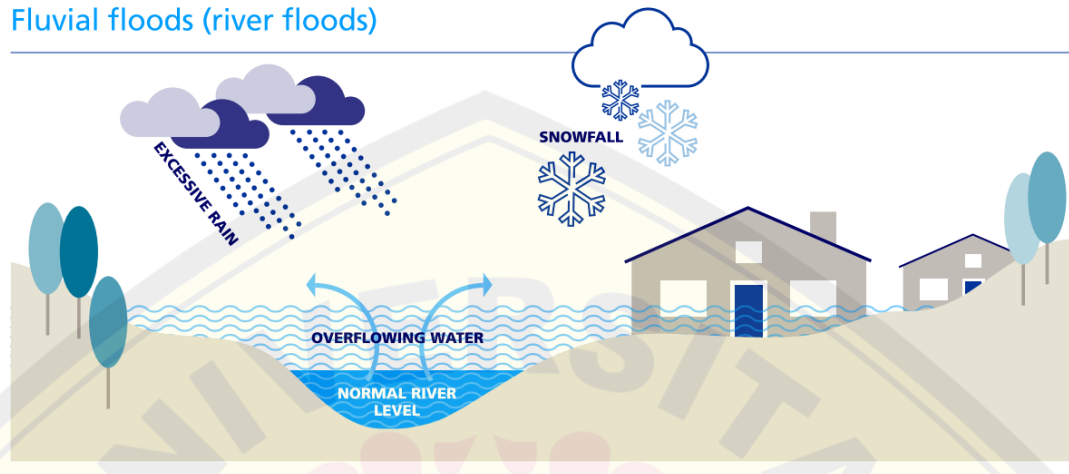 Fluvial floods (river floods)
SNOWFALL
EXCESSIVE RAIN
OVERFLOWING WATER
NORMAL RIVER
LEVEL